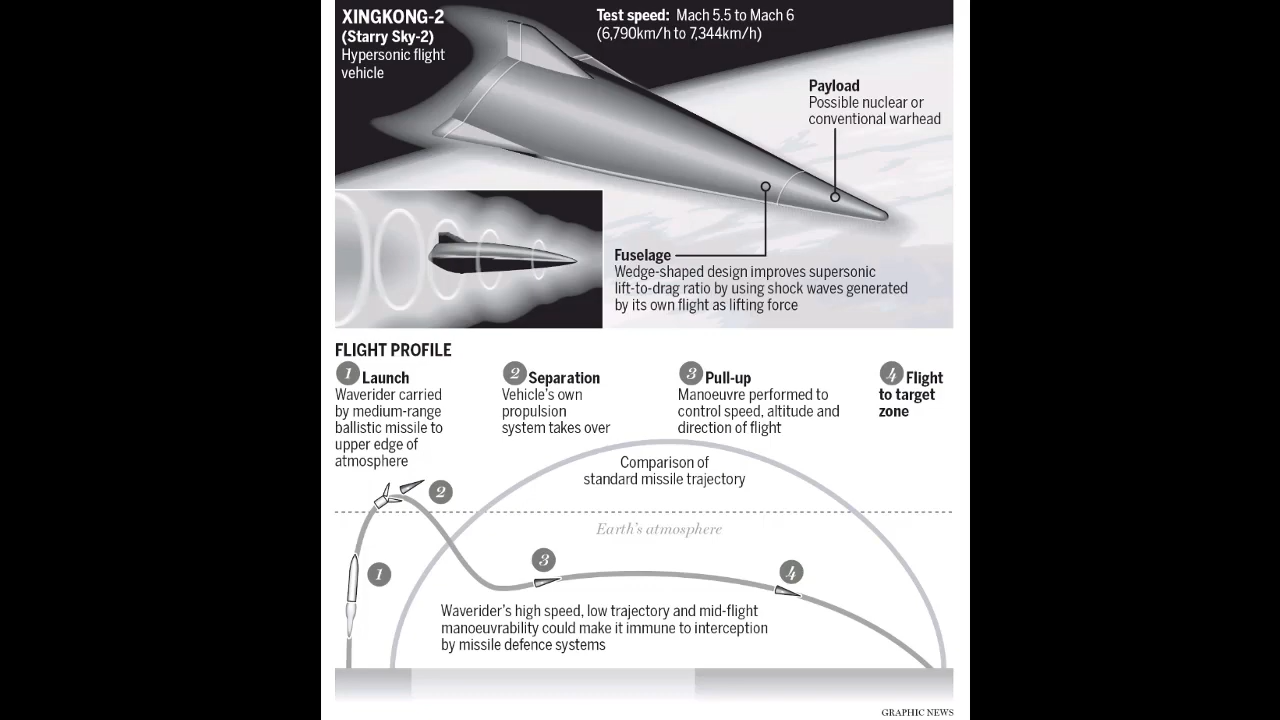 XINGKONG-2
(Starry Sky-2)
Hypersonic flight
vehicle
Test speed: Mach 5.5 to Mach 6
(6,790km/h to 7,344km/h)
Payload
Possible nuclear or
conventional warhead
Fuselage
Wedge-shaped design improves supersonic
lift-to-drag ratio by using shock waves generated
by its own flight as lifting force
FLIGHT PROFILE
1 Launch
Waverider carried
by medium-range
ballistic missile to
upper edge of
atmosphere
2 Separation
Vehicle's own
propulsion
system takes over
3 Pull-up
Manoeuvre performed to
control speed, altitude and
direction of flight
4 Flight
to target
zone
Comparison of
standard missile trajectory
2
Earth's atmosphere
1
3
4
Waverider's high speed, low trajectory and mid-flight
manoeuvrability could make it immune to interception
by missile defence systems
GRAPHIC NEWS